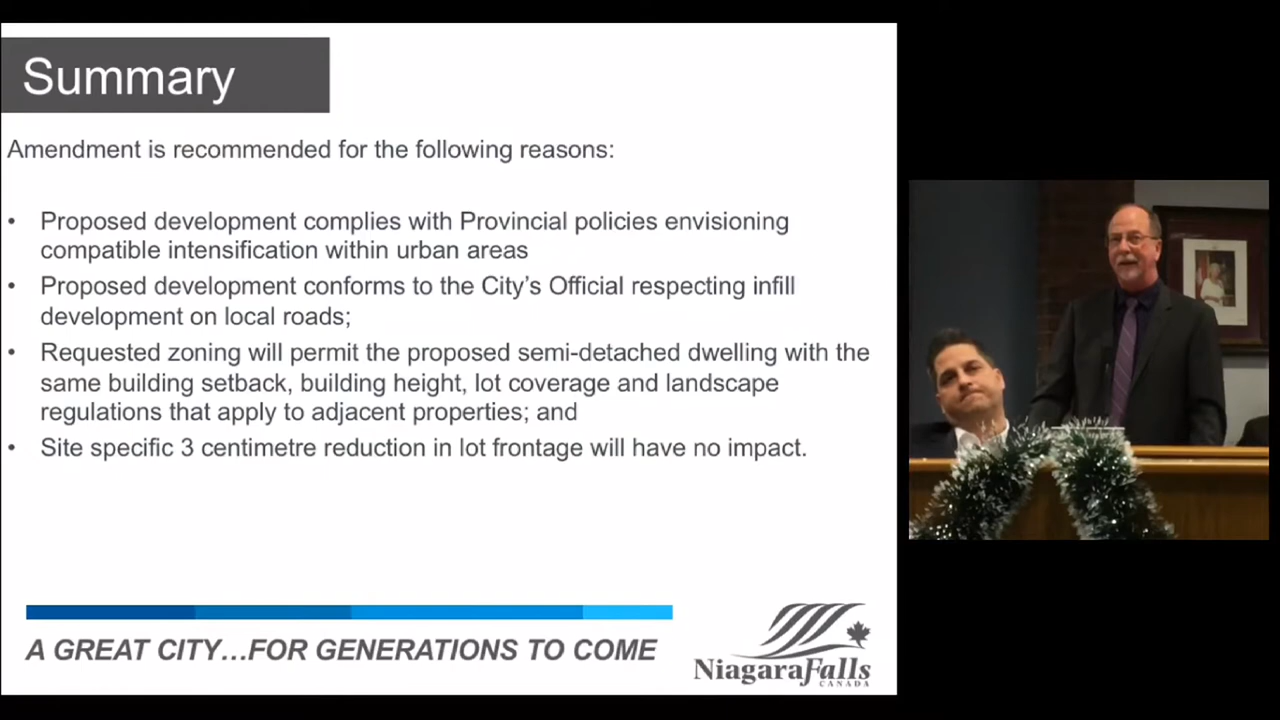 Summary
Amendment is recommended for the following reasons:
• Proposed development complies with Provincial policies envisioning
compatible intensification within urban areas
• Proposed development conforms to the City's Official respecting infill
development on local roads;
• Requested zoning will permit the proposed semi-detached dwelling with the
same building setback, building height, lot coverage and landscape
regulations that apply to adjacent properties; and
• Site specific 3 centimetre reduction in lot frontage will have no impact.
A GREAT CITY...FOR GENERATIONS TO COME
NiagaraFalls
CANADA